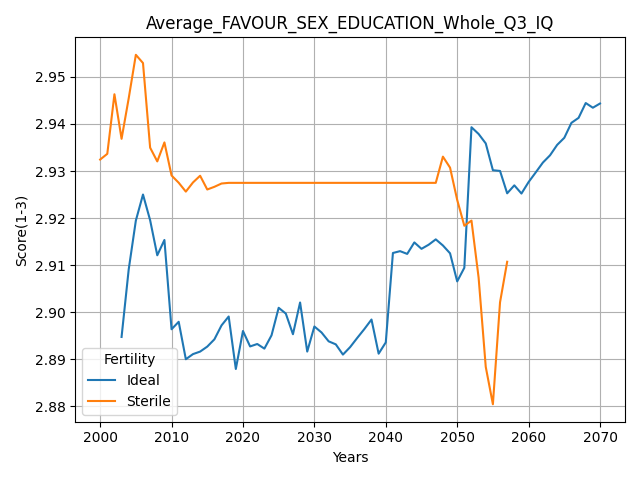 Average_FAVOUR_SEX_EDUCATION_Whole_Q3_IQ
Score(1-3)
2.95
2.94
2.93
2.92
2.91
2.90
2.89
2.88
Fertility
Ideal
Sterile
2000 2010 2020 2030 2040 2050 2060 2070
Years